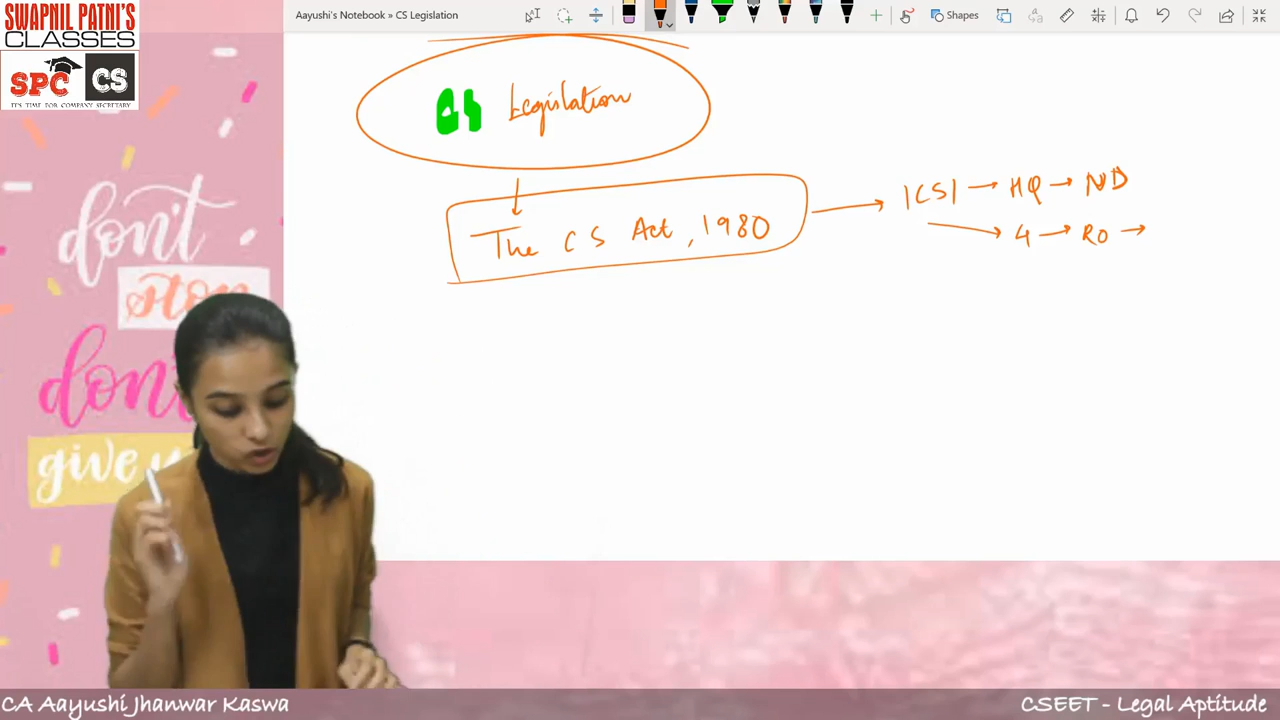 SWAPNIL PATNI'S
CLASSES
SPC CS
IT'S TIME FOR COMPANY SECRETARY
Aayushi's Notebook » CS Legislation
Shapes
CS Legislation
The CS Act, 1980
ICSI → HQ → ND
4 → RO →
don't
stop
don't
give u
CA Aayushi Jhanwar Kaswa
CSEET - Legal Aptitude